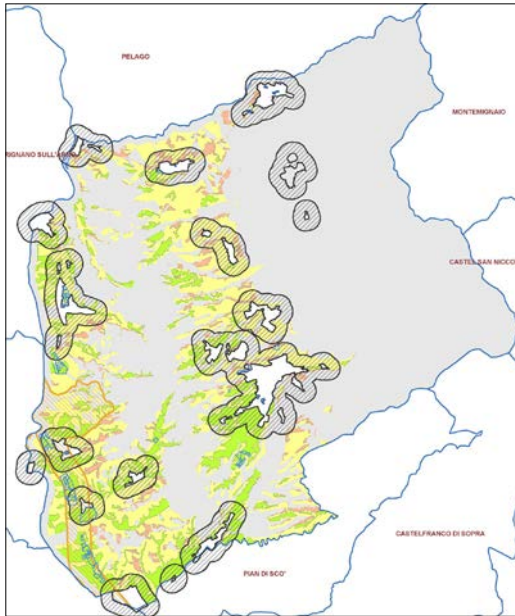 PELAGO
MONTEMIGNAIO
RIGNANO SULL'ARNO
CASTEL SAN NICCO
CASTELFRANCO DI SOPRA
PIAN DI SCO'